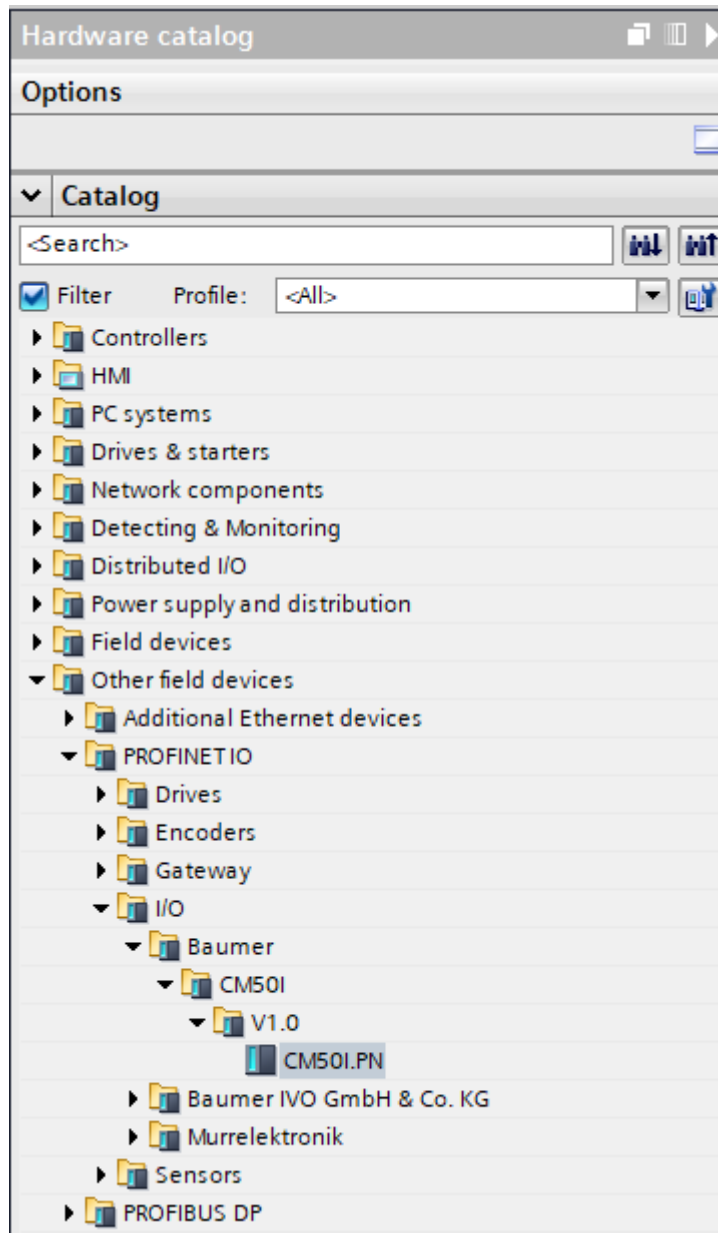 Hardware catalog
Options
Catalog
<Search>
Filter Profile: <All>
Controllers
HMI
PC systems
Drives & starters
Network components
Detecting & Monitoring
Distributed I/O
Power supply and distribution
Field devices
Other field devices
Additional Ethernet devices
PROFINET IO
Drives
Encoders
Gateway
I/O
Baumer
CM50I
V1.0
CM50I.PN
Baumer IVO GmbH & Co. KG
Murrelektronik
Sensors
PROFIBUS DP